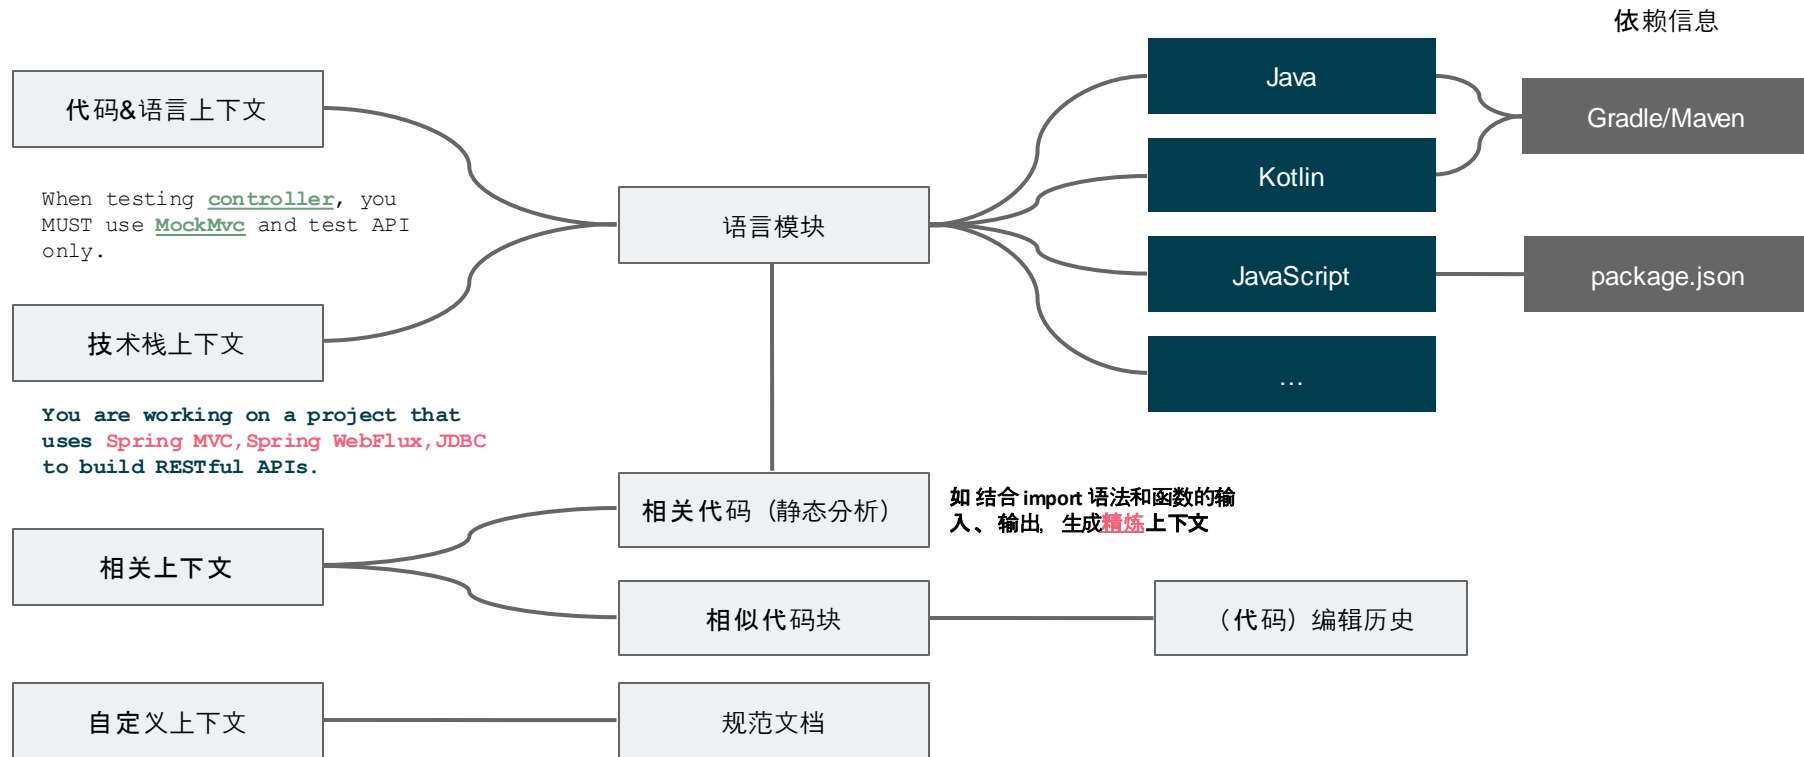 依赖信息
Java
代码&语言上下文
Gradle/Maven
Kotlin
When testing controller, you
MUST use MockMvc and test API
only.
语言模块
JavaScript
package.json
技术栈上下文
…
You are working on a project that
uses Spring MVC,Spring WebFlux,JDBC
to build RESTful APIs.
相关代码（静态分析）
如 结合 import 语法和函数的输
入、输出，生成精炼上下文
相关上下文
相似代码块
（代码）编辑历史
自定义上下文
规范文档